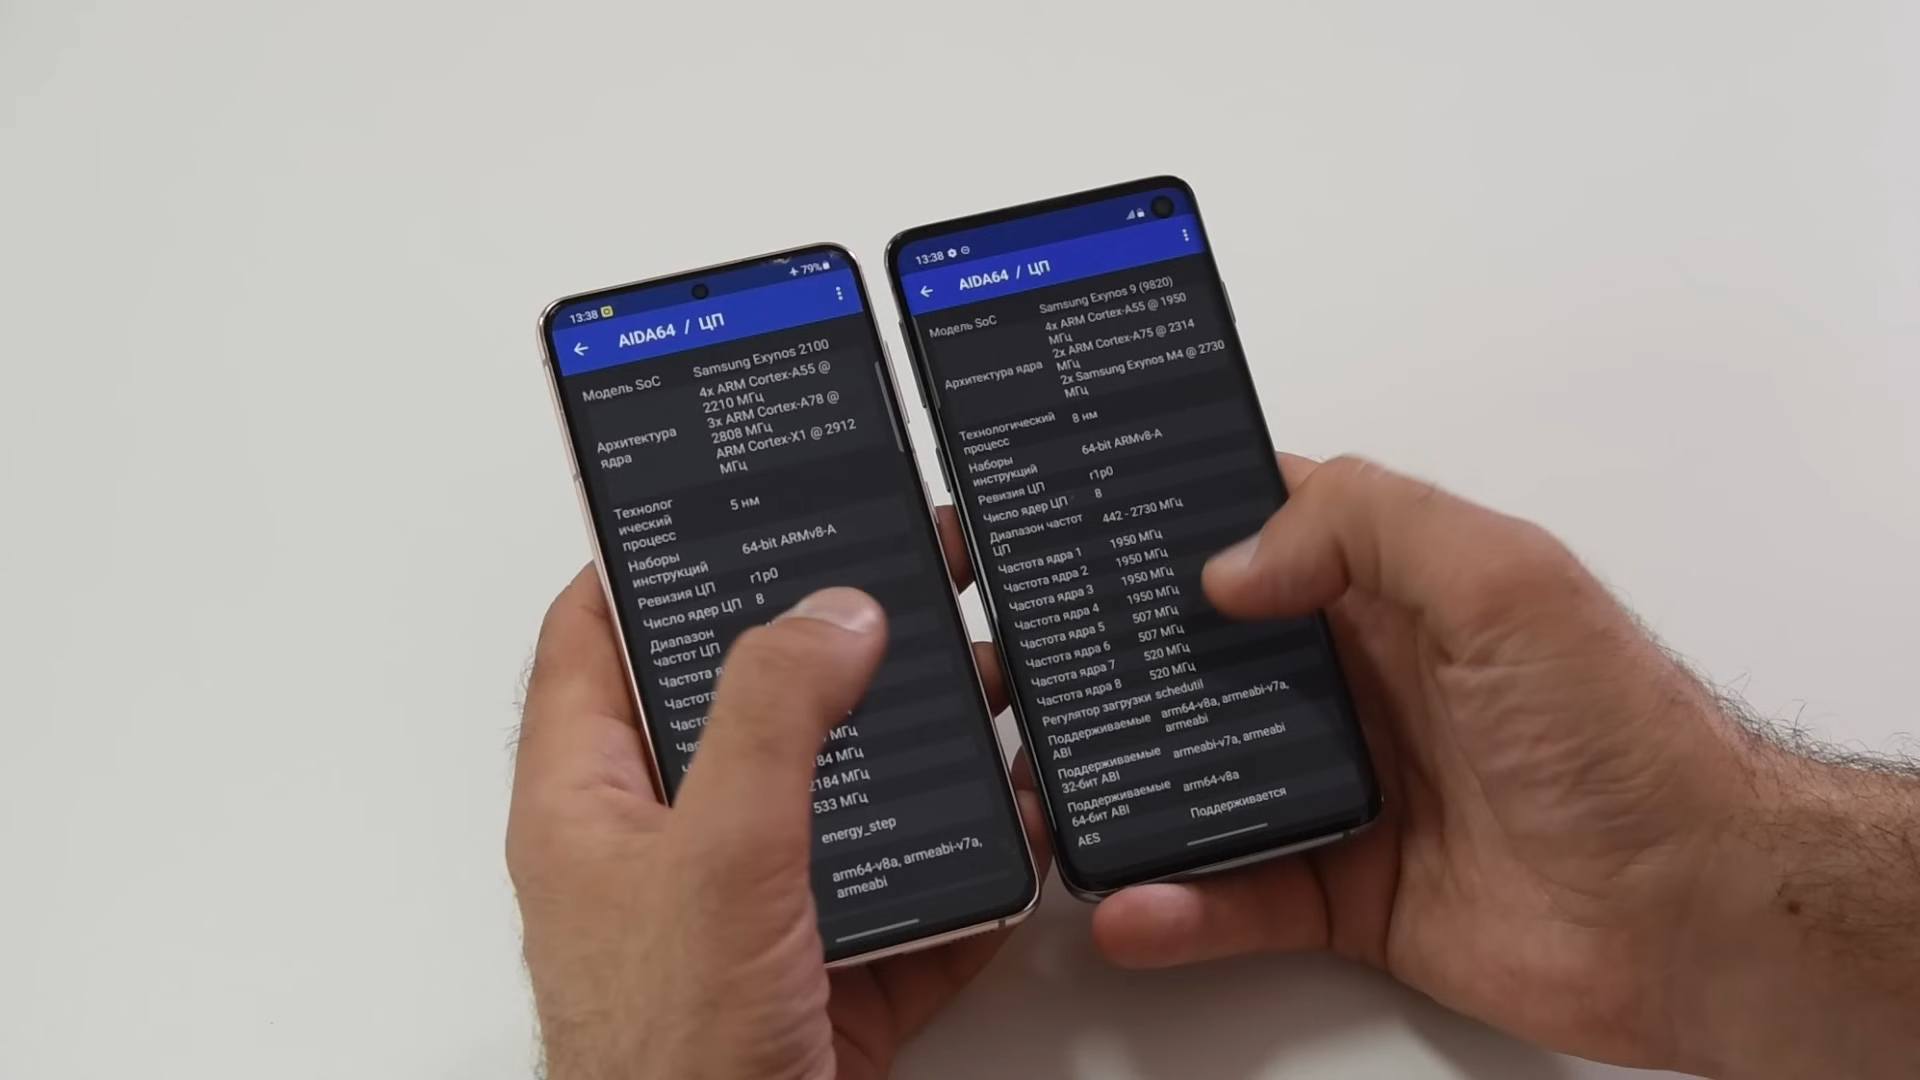 13:38
79%
AIDA64 / ЦП
Модель SoC
Samsung Exynos 2100
Архитектура
ядра
4x ARM Cortex-A55 @
2210 МГц
3x ARM Cortex-A78 @
2808 МГц
ARM Cortex-X1 @ 2912
МГц
Технолог
ический
процесс
5 нм
Наборы
инструкций
64-bit ARMv8-A
Ревизия ЦП
r1p0
Число ядер ЦП
8
Диапазон
частот ЦП
МГц
184 МГц
2184 МГц
533 МГц
energy_step
arm64-v8a, armeabi-v7a,
armeabi
13:38
AIDA64 / ЦП
Модель SoC
Samsung Exynos 9 (9820)
Архитектура ядра
4x ARM Cortex-A55 @ 1950
МГц
2x ARM Cortex-A75 @ 2314
МГц
2x Samsung Exynos M4 @ 2730
МГц
Технологический
процесс
8 нм
Наборы
инструкций
64-bit ARMv8-A
Ревизия ЦП
r1p0
Число ядер ЦП
8
Диапазон частот
ЦП
442 - 2730 МГц
Частота ядра 1
1950 МГц
Частота ядра 2
1950 МГц
Частота ядра 3
1950 МГц
Частота ядра 4
1950 МГц
Частота ядра 5
507 МГц
Частота ядра 6
507 МГц
Частота ядра 7
520 МГц
Частота ядра 8
520 МГц
Регулятор загрузки
schedutil
Поддерживаемые
ABI
arm64-v8a, armeabi-v7a,
armeabi
Поддерживаемые
32-бит ABI
armeabi-v7a, armeabi
Поддерживаемые
64-бит ABI
arm64-v8a
AES
Поддерживается